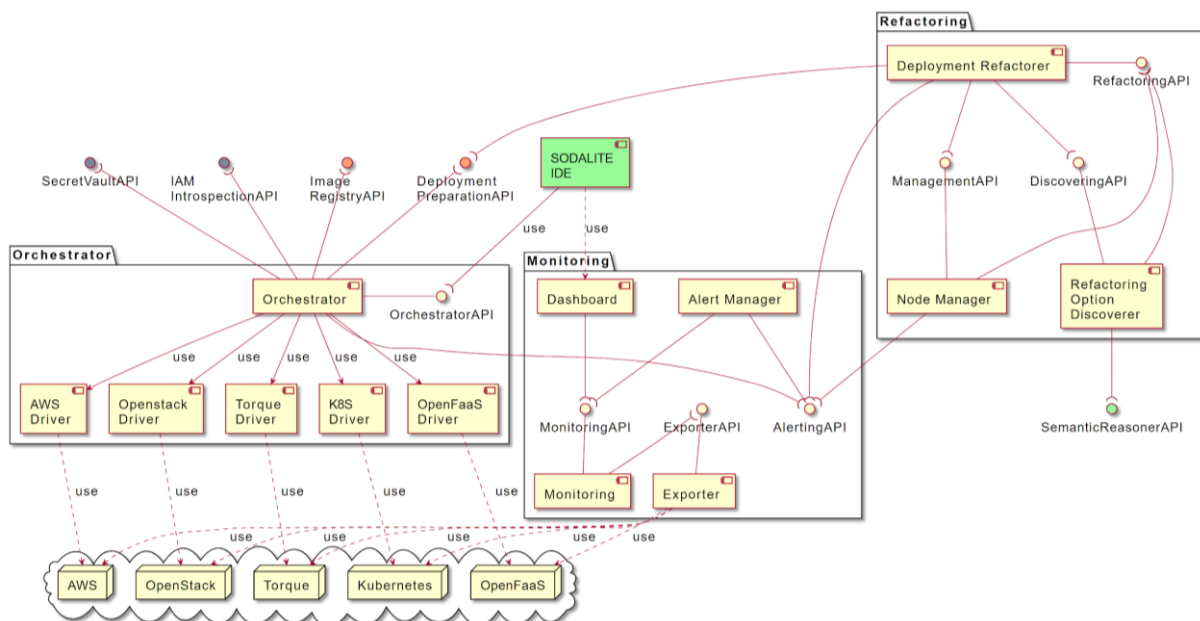 Refactoring
Deployment Refactorer
RefactoringAPI
SODALITE
IDE
SecretVaultAPI
IAM
IntrospectionAPI
Image
RegistryAPI
Deployment
PreparationAPI
ManagementAPI
DiscoveringAPI
use
use
Orchestrator
Monitoring
Orchestrator
OrchestratorAPI
Dashboard
Alert Manager
Node Manager
Refactoring
Option
Discoverer
use
use
use
use
use
AWS
Driver
Openstack
Driver
Torque
Driver
K8S
Driver
OpenFaaS
Driver
MonitoringAPI
ExporterAPI
AlertingAPI
SemanticReasonerAPI
use
use
use
use
use
Monitoring
Exporter
use
use
use
use
use
AWS
OpenStack
Torque
Kubernetes
OpenFaaS